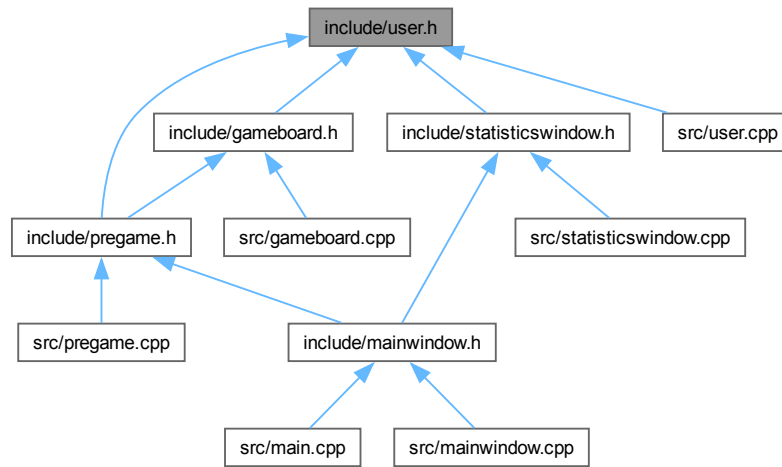 include/user.h
include/gameboard.h
include/statisticswindow.h
src/user.cpp
include/pregame.h
src/gameboard.cpp
src/statisticswindow.cpp
src/pregame.cpp
include/mainwindow.h
src/main.cpp
src/mainwindow.cpp